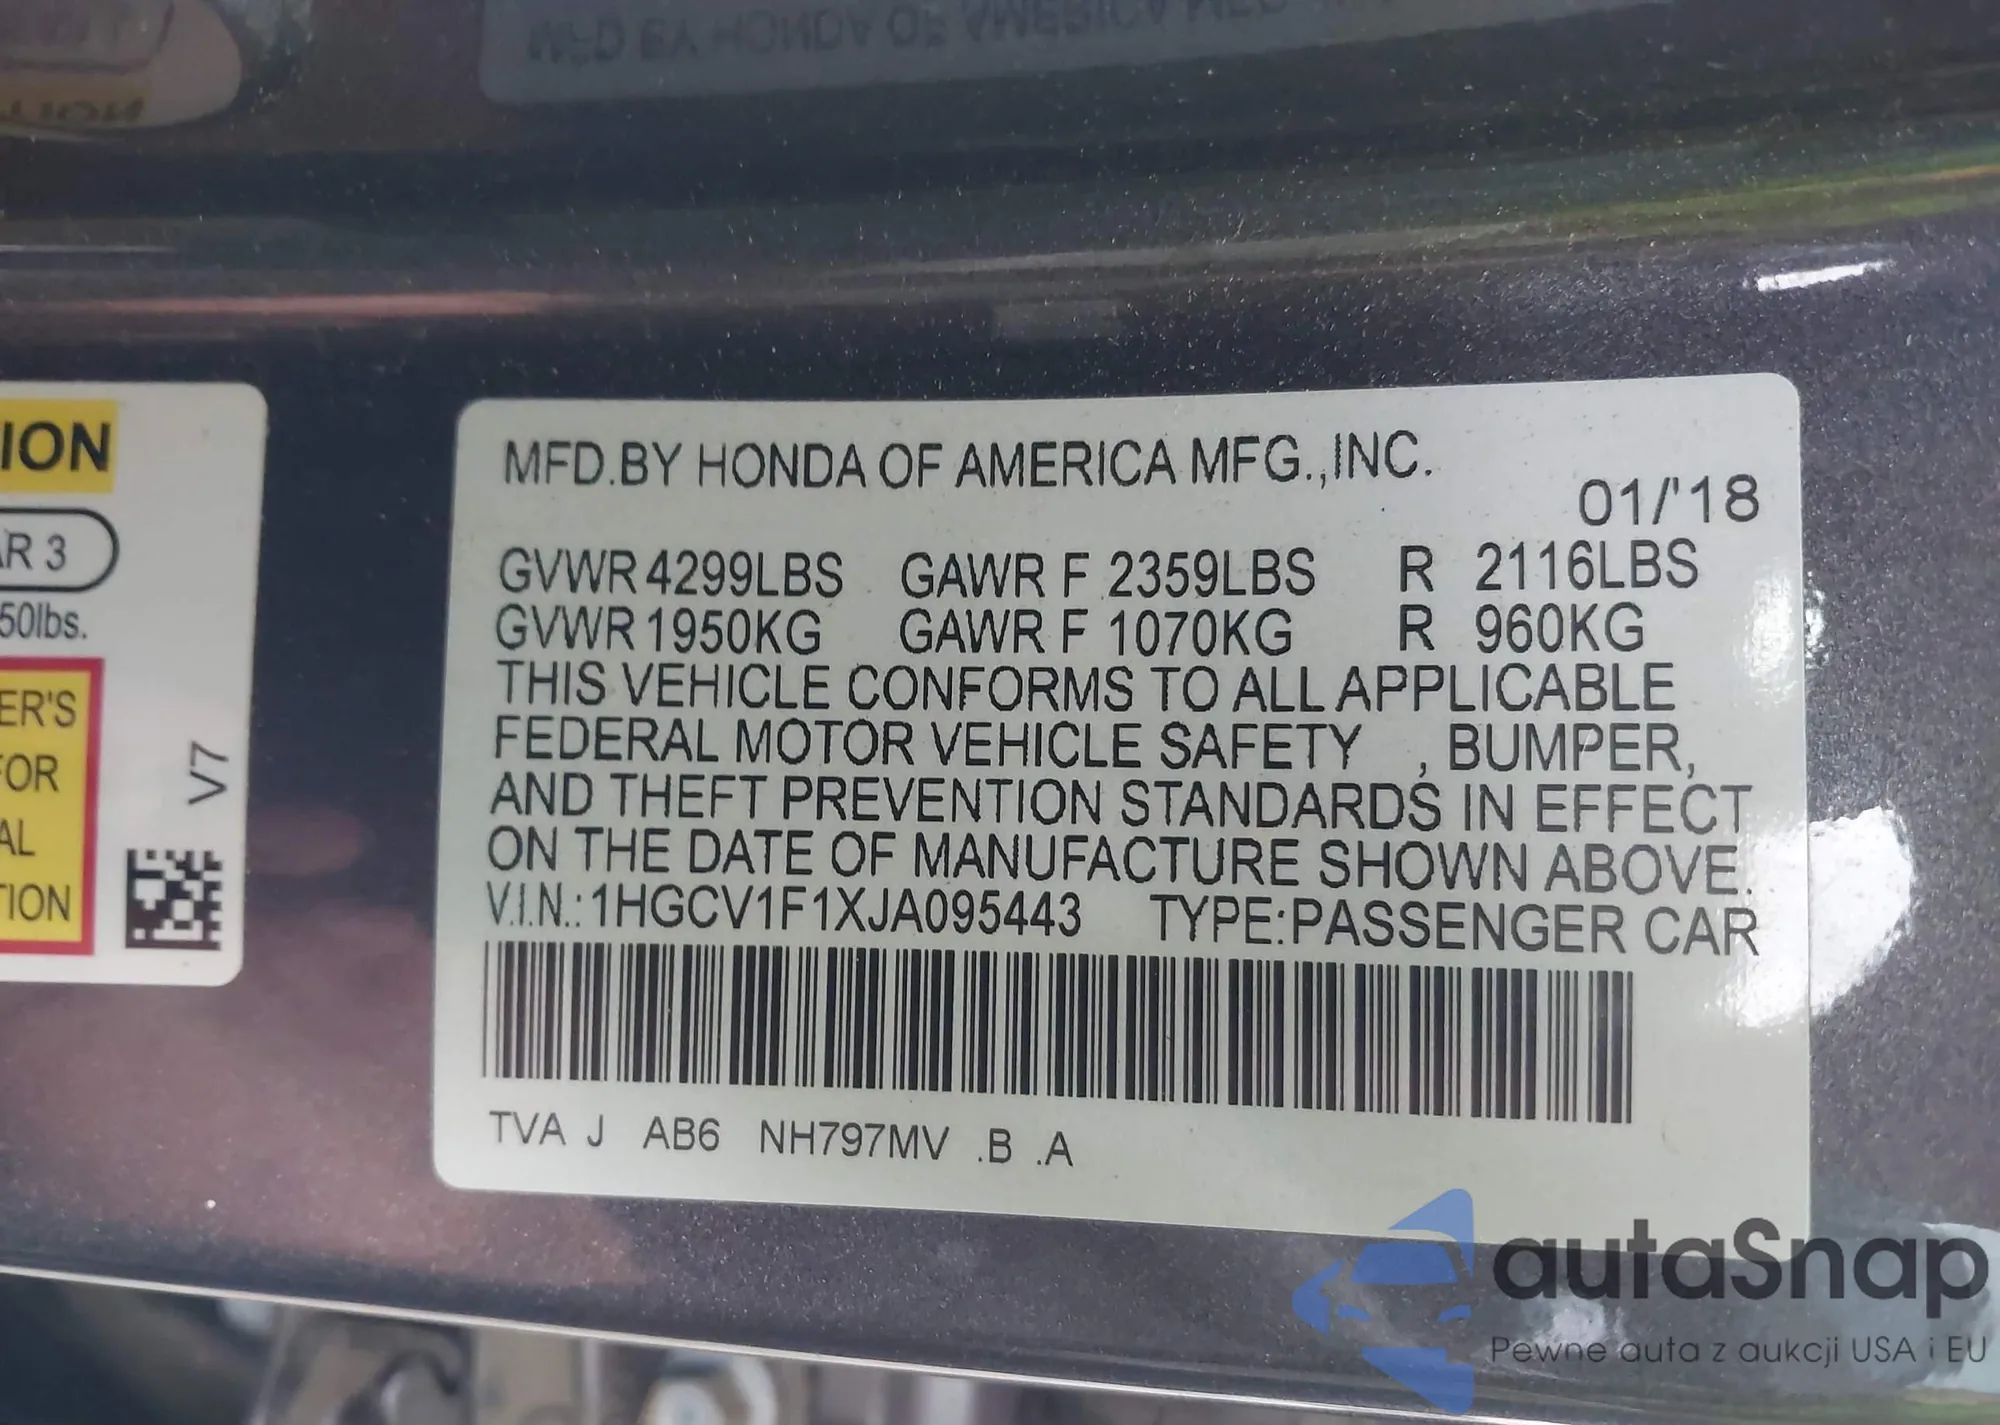 MFD.BY HONDA OF AMERICA MFG.,INC.
01/'18
GVWR 4299LBS GAWR F 2359LBS R 2116LBS
GVWR 1950KG GAWR F 1070KG R 960KG
THIS VEHICLE CONFORMS TO ALL APPLICABLE
FEDERAL MOTOR VEHICLE SAFETY , BUMPER,
AND THEFT PREVENTION STANDARDS IN EFFECT
ON THE DATE OF MANUFACTURE SHOWN ABOVE.
V.I.N.: 1HGCV1F1XJA095443 TYPE:PASSENGER CAR
TVA J AB6 NH797MV .B .A
ION
AR 3
50lbs.
ER'S
FOR
AL
TION
V7
autaSnap
Pewne auta z aukcji USA i EU